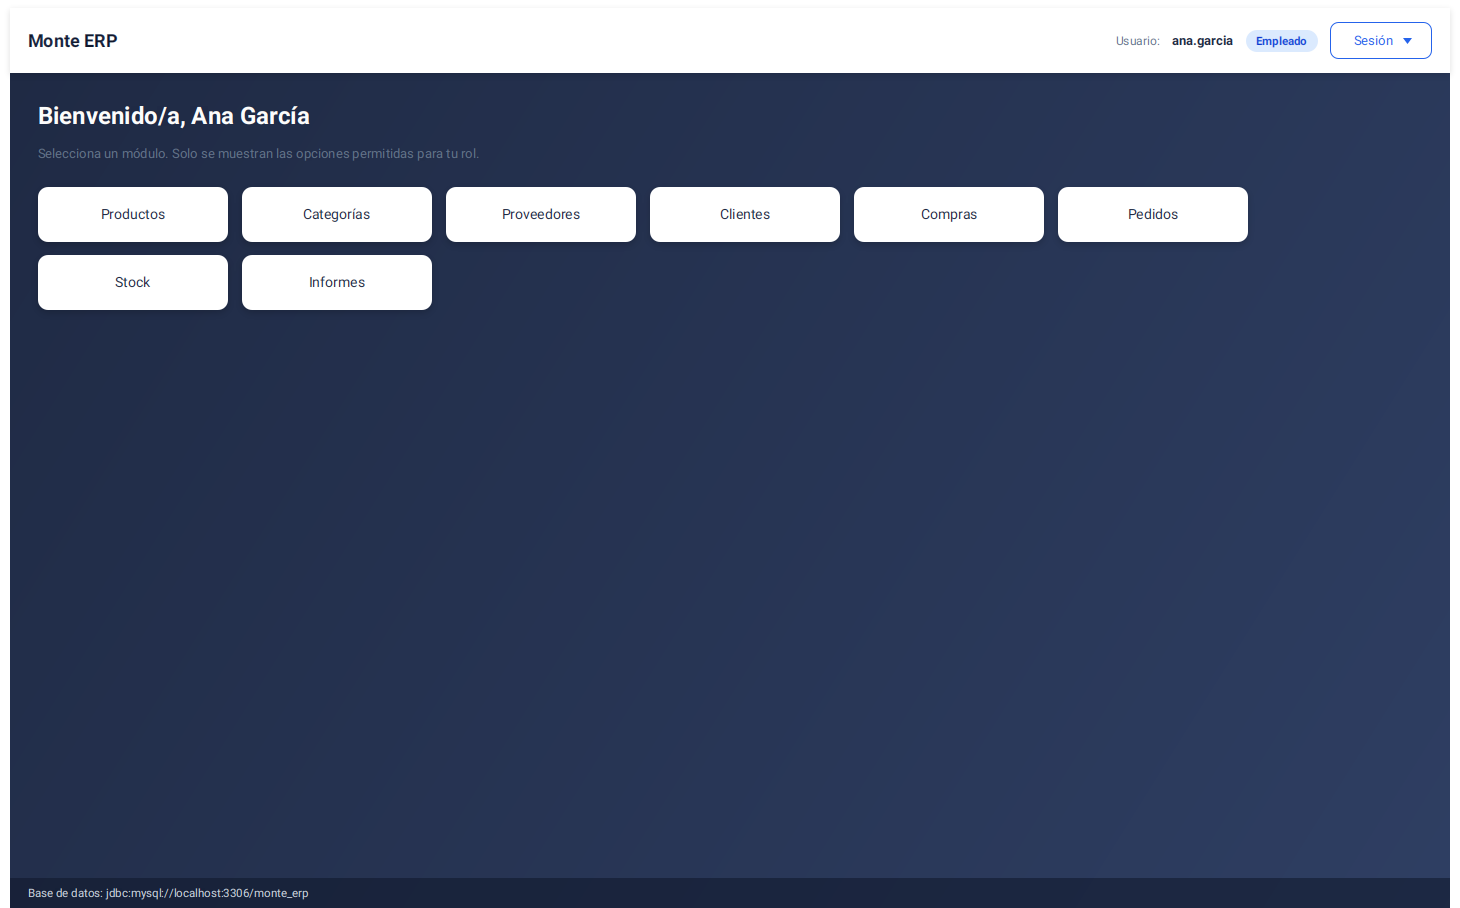 Monte ERP
Usuario: ana.garcia Empleado Sesión
Bienvenido/a, Ana García
Selecciona un módulo. Solo se muestran las opciones permitidas para tu rol.
Productos Categorías Proveedores Clientes Compras Pedidos
Stock Informes
Base de datos: jdbc:mysql://localhost:3306/monte_erp